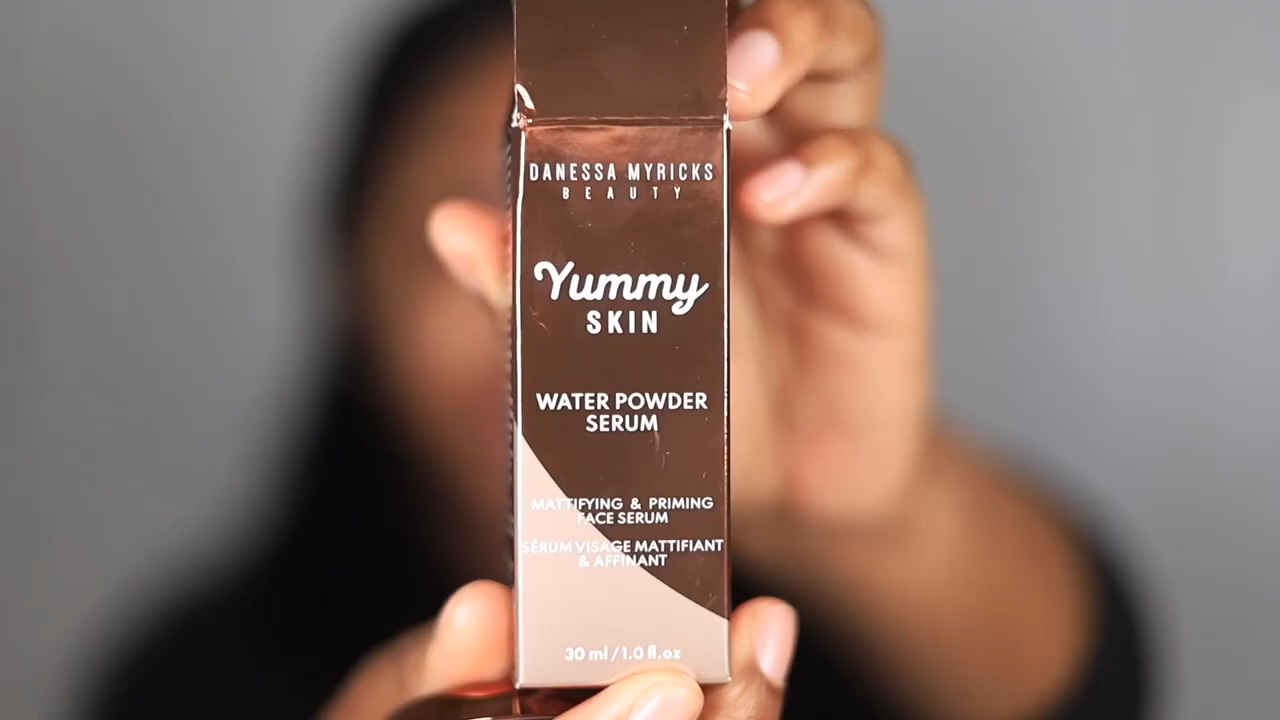 DANESSA MYRICKS
BEAUTY
Yummy
SKIN
WATER POWDER
SERUM
MATTIFYING & PRIMING
FACE SERUM
SÉRUM VISAGE MATTIFIANT
& AFFINANT
30 ml / 1.0 fl.oz